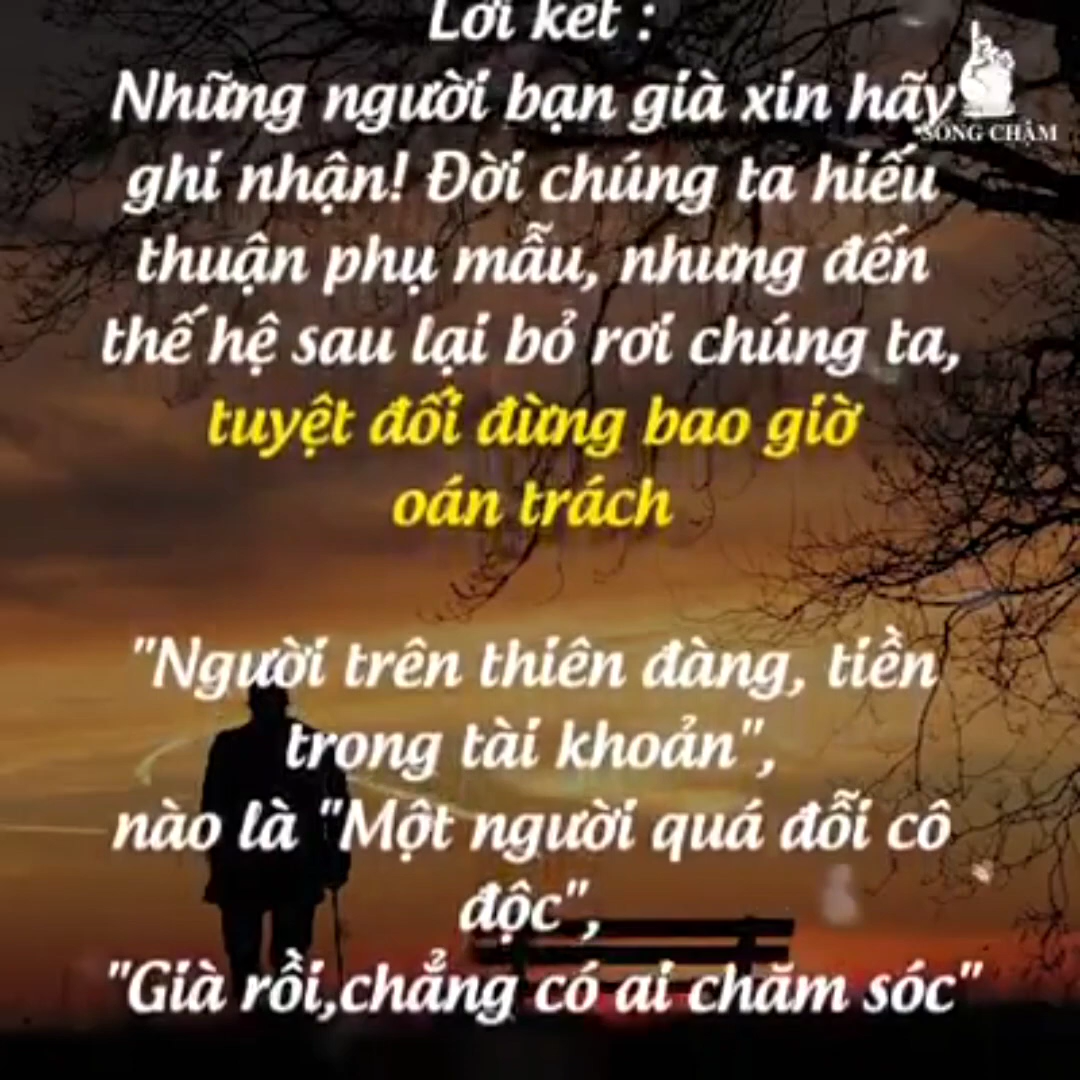 Lời kết :
Những người bạn già xin hãy
SỐNG CHẬM
ghi nhận! Đời chúng ta hiếu
thuận phụ mẫu, nhưng đến
thế hệ sau lại bỏ rơi chúng ta,
tuyệt đối đừng bao giờ
oán trách
"Người trên thiên đàng, tiền
trong tài khoản",
nào là "Một người quá đỗi cô
độc",
"Già rồi,chẳng có ai chăm sóc"